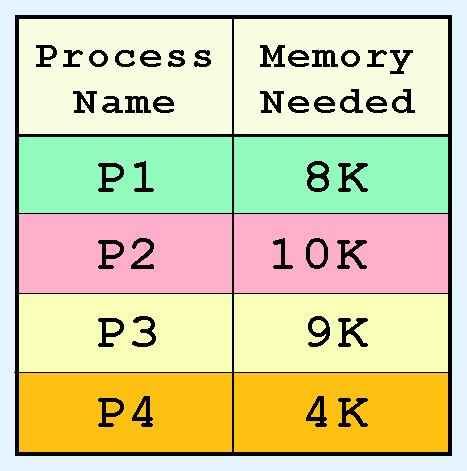 Process Name
Memory Needed
P1 8K
P2 10K
P3 9K
P4 4K